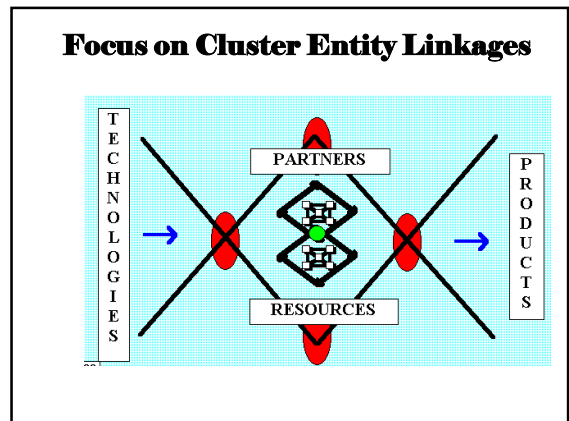 Focus on Cluster Entity Linkages
TECHNOLOGIES
PARTNERS
PRODUCTS
RESOURCES